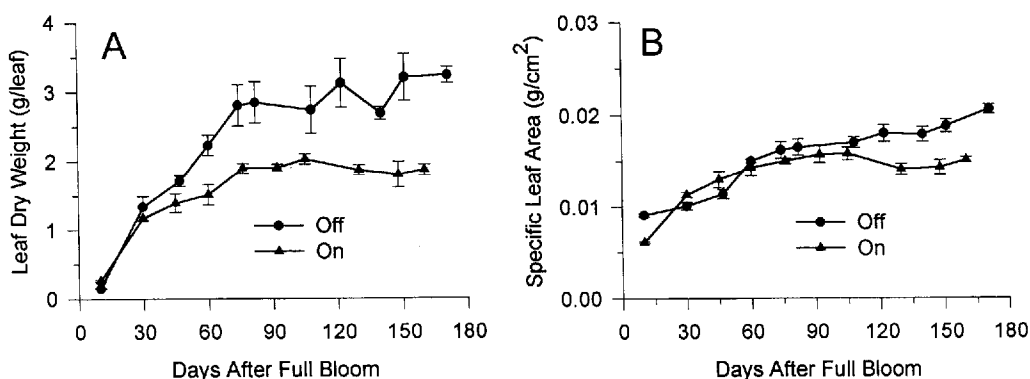 A
Leaf Dry Weight (g/leaf)
4
3
2
1
0
Off
On
0 30 60 90 120 150 180
Days After Full Bloom
B
Specific Leaf Area (g/cm²)
0.03
0.02
0.01
0.00
Off
On
0 30 60 90 120 150 180
Days After Full Bloom